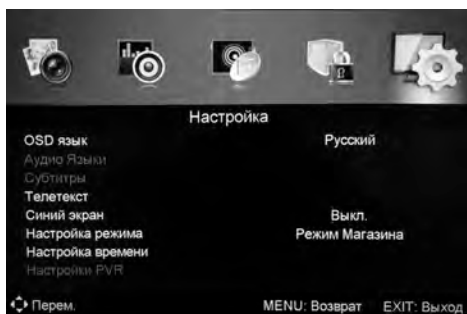 Настройка
OSD язык Русский
Аудио Языки
Субтитры
Телетекст
Синий экран Выкл.
Настройка режима Режим Магазина
Настройка времени
Настройки PVR
Перем. MENU: Возврат EXIT: Выход